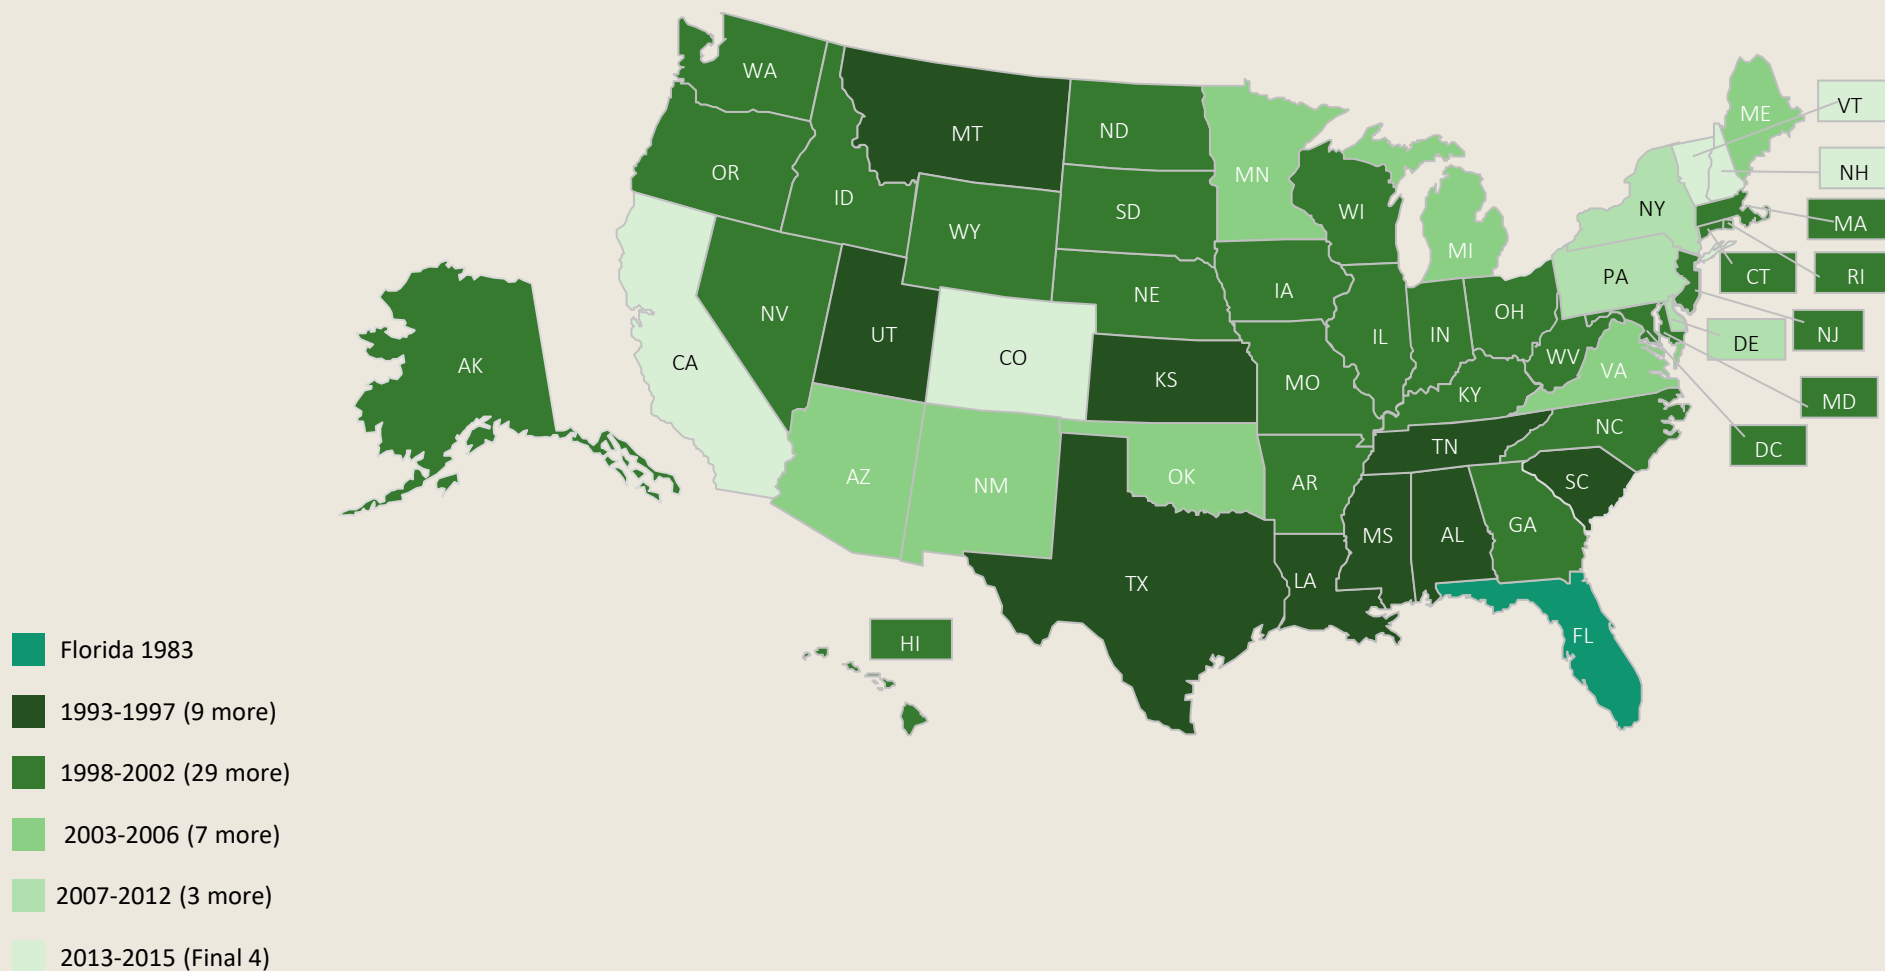 WA
MT
ND
OR
ID
MN
WI
SD
WY
ME
VT
NH
NY
MA
MI
CT
RI
PA
NE
IA
NV
UT
CO
CA
AK
IL
IN
OH
NJ
DE
WV
VA
KS
MO
KY
MD
NC
TN
DC
AZ
NM
OK
AR
SC
MS
AL
GA
TX
LA
FL
HI
Florida 1983
1993-1997 (9 more)
1998-2002 (29 more)
2003-2006 (7 more)
2007-2012 (3 more)
2013-2015 (Final 4)